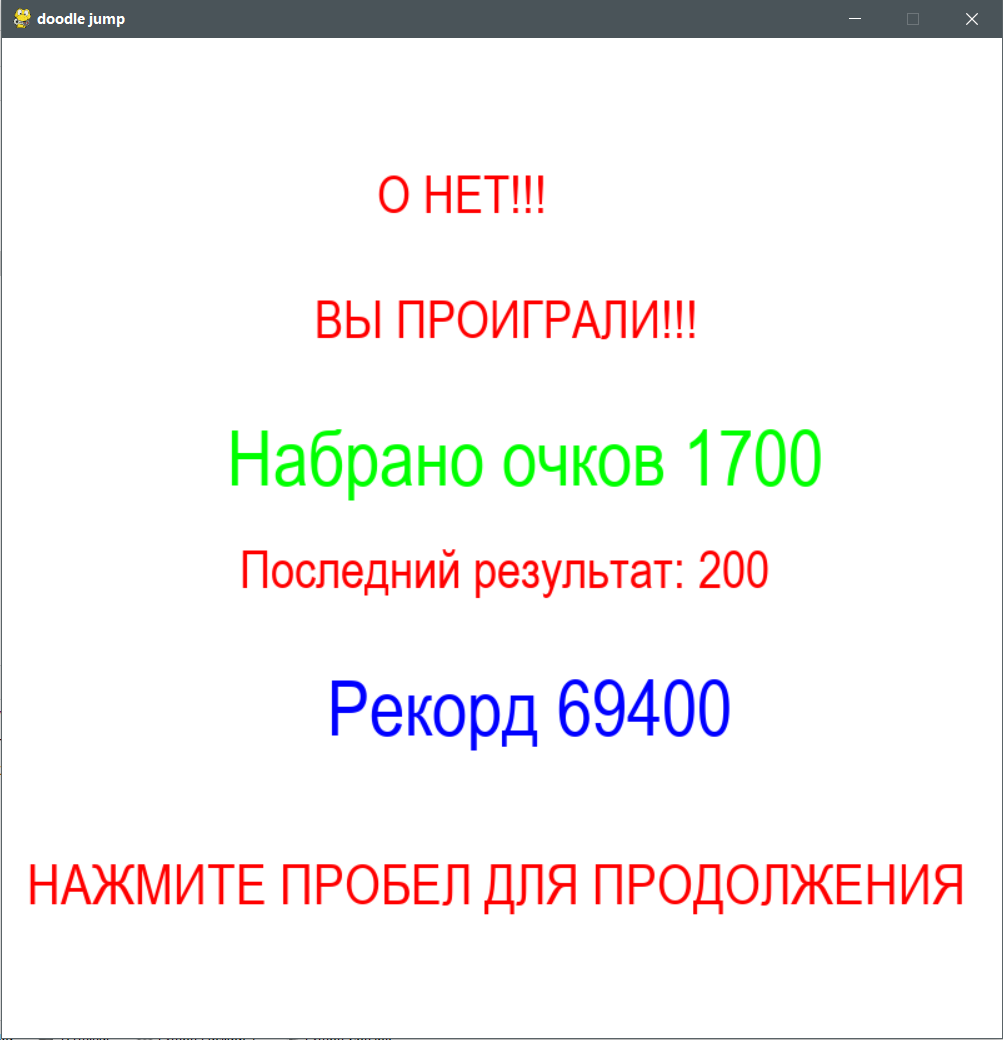 doodle jump
О НЕТ!!!
ВЫ ПРОИГРАЛИ!!!
Набрано очков 1700
Последний результат: 200
Рекорд 69400
НАЖМИТЕ ПРОБЕЛ ДЛЯ ПРОДОЛЖЕНИЯ